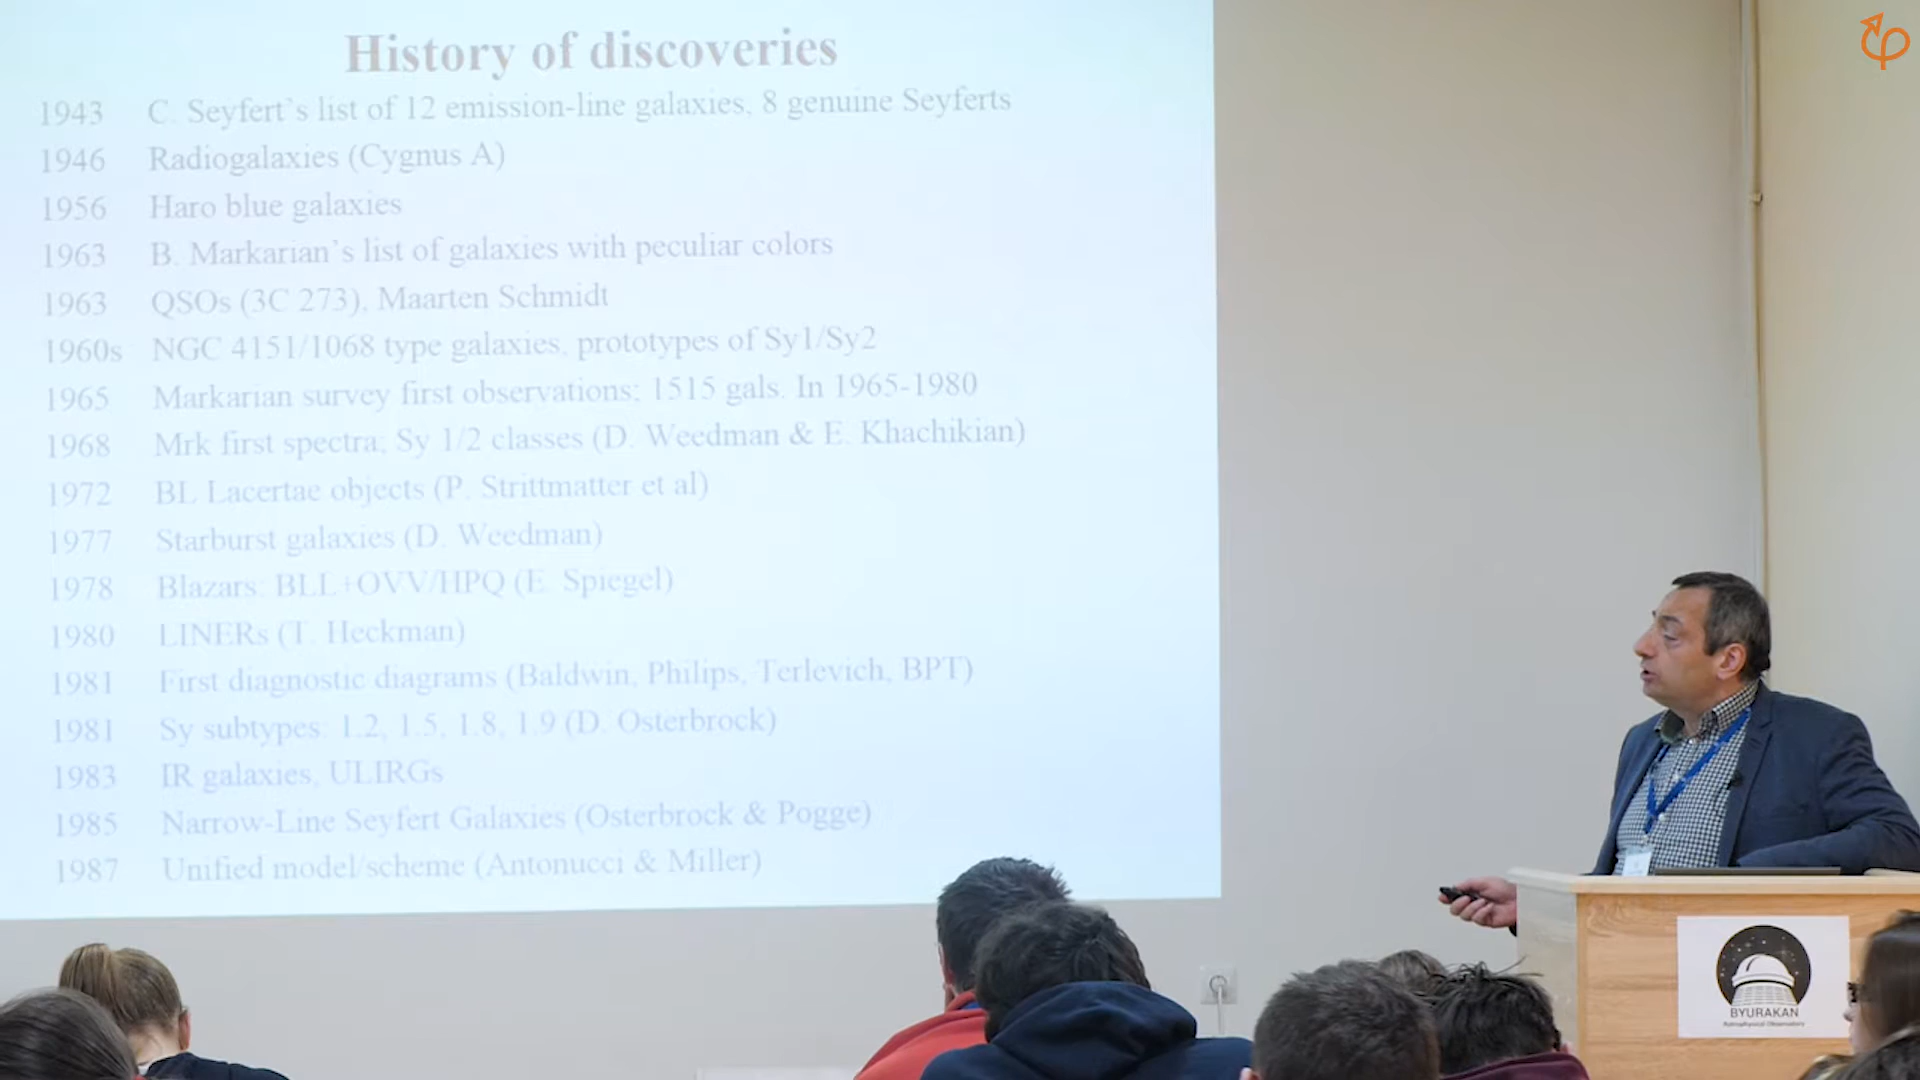 History of discoveries
1943 C. Seyfert`s list of 12 emission-line galaxies, 8 genuine Seyferts
1946 Radiogalaxies (Cygnus A)
1956 Haro blue galaxies
1963 B. Markarian’s list of galaxies with peculiar colors
1963 QSOs (3C 273), Maarten Schmidt
1960s NGC 4151/1068 type galaxies, prototypes of Sy1/Sy2
1965 Markarian survey first observations; 1515 gals. In 1965-1980
1968 Mrk first spectra; Sy 1/2 classes (D. Weedman & E. Khachikian)
1972 BL Lacertae objects (P. Strittmatter et al)
1977 Starburst galaxies (D. Weedman)
1978 Blazars: BLL+OVV/HPQ (E. Spiegel)
1980 LINERs (T. Heckman)
1981 First diagnostic diagrams (Baldwin, Philips, Terlevich, BPT)
1981 Sy subtypes: 1.2, 1.5, 1.8, 1.9 (D. Osterbrock)
1983 IR galaxies, ULIRGs
1985 Narrow-Line Seyfert Galaxies (Osterbrock & Pogge)
1987 Unified model/scheme (Antonucci & Miller)
BYURAKAN
Astrophysical Observatory